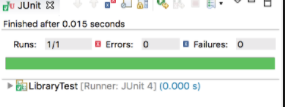 JUnit
Finished after 0.015 seconds
Runs: 1/1 Errors: 0 Failures: 0
LibraryTest [Runner: JUnit 4] (0.000 s)